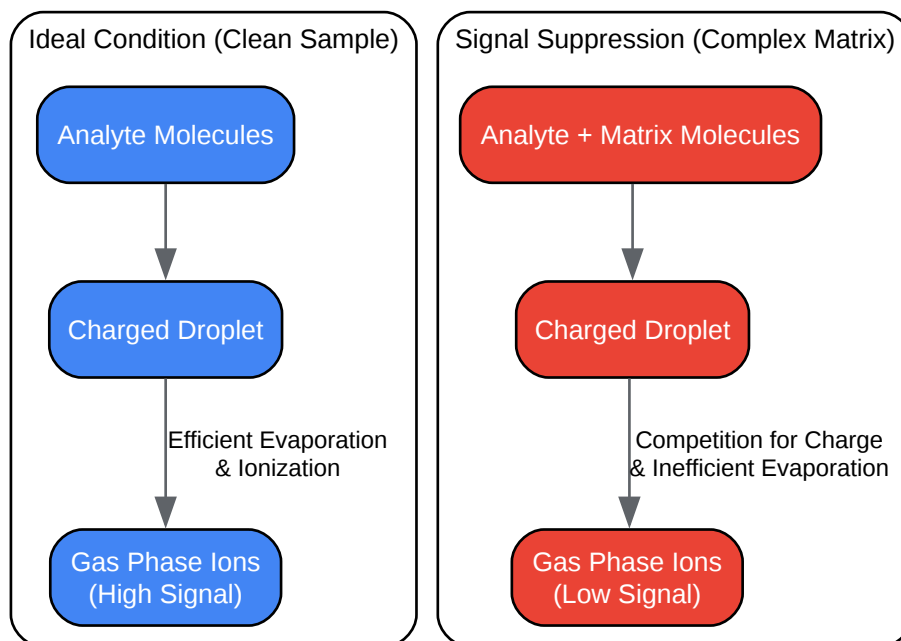 Ideal Condition (Clean Sample)
Analyte Molecules
Charged Droplet
Efficient Evaporation
& Ionization
Gas Phase Ions
(High Signal)
Signal Suppression (Complex Matrix)
Analyte + Matrix Molecules
Charged Droplet
Competition for Charge
& Inefficient Evaporation
Gas Phase Ions
(Low Signal)